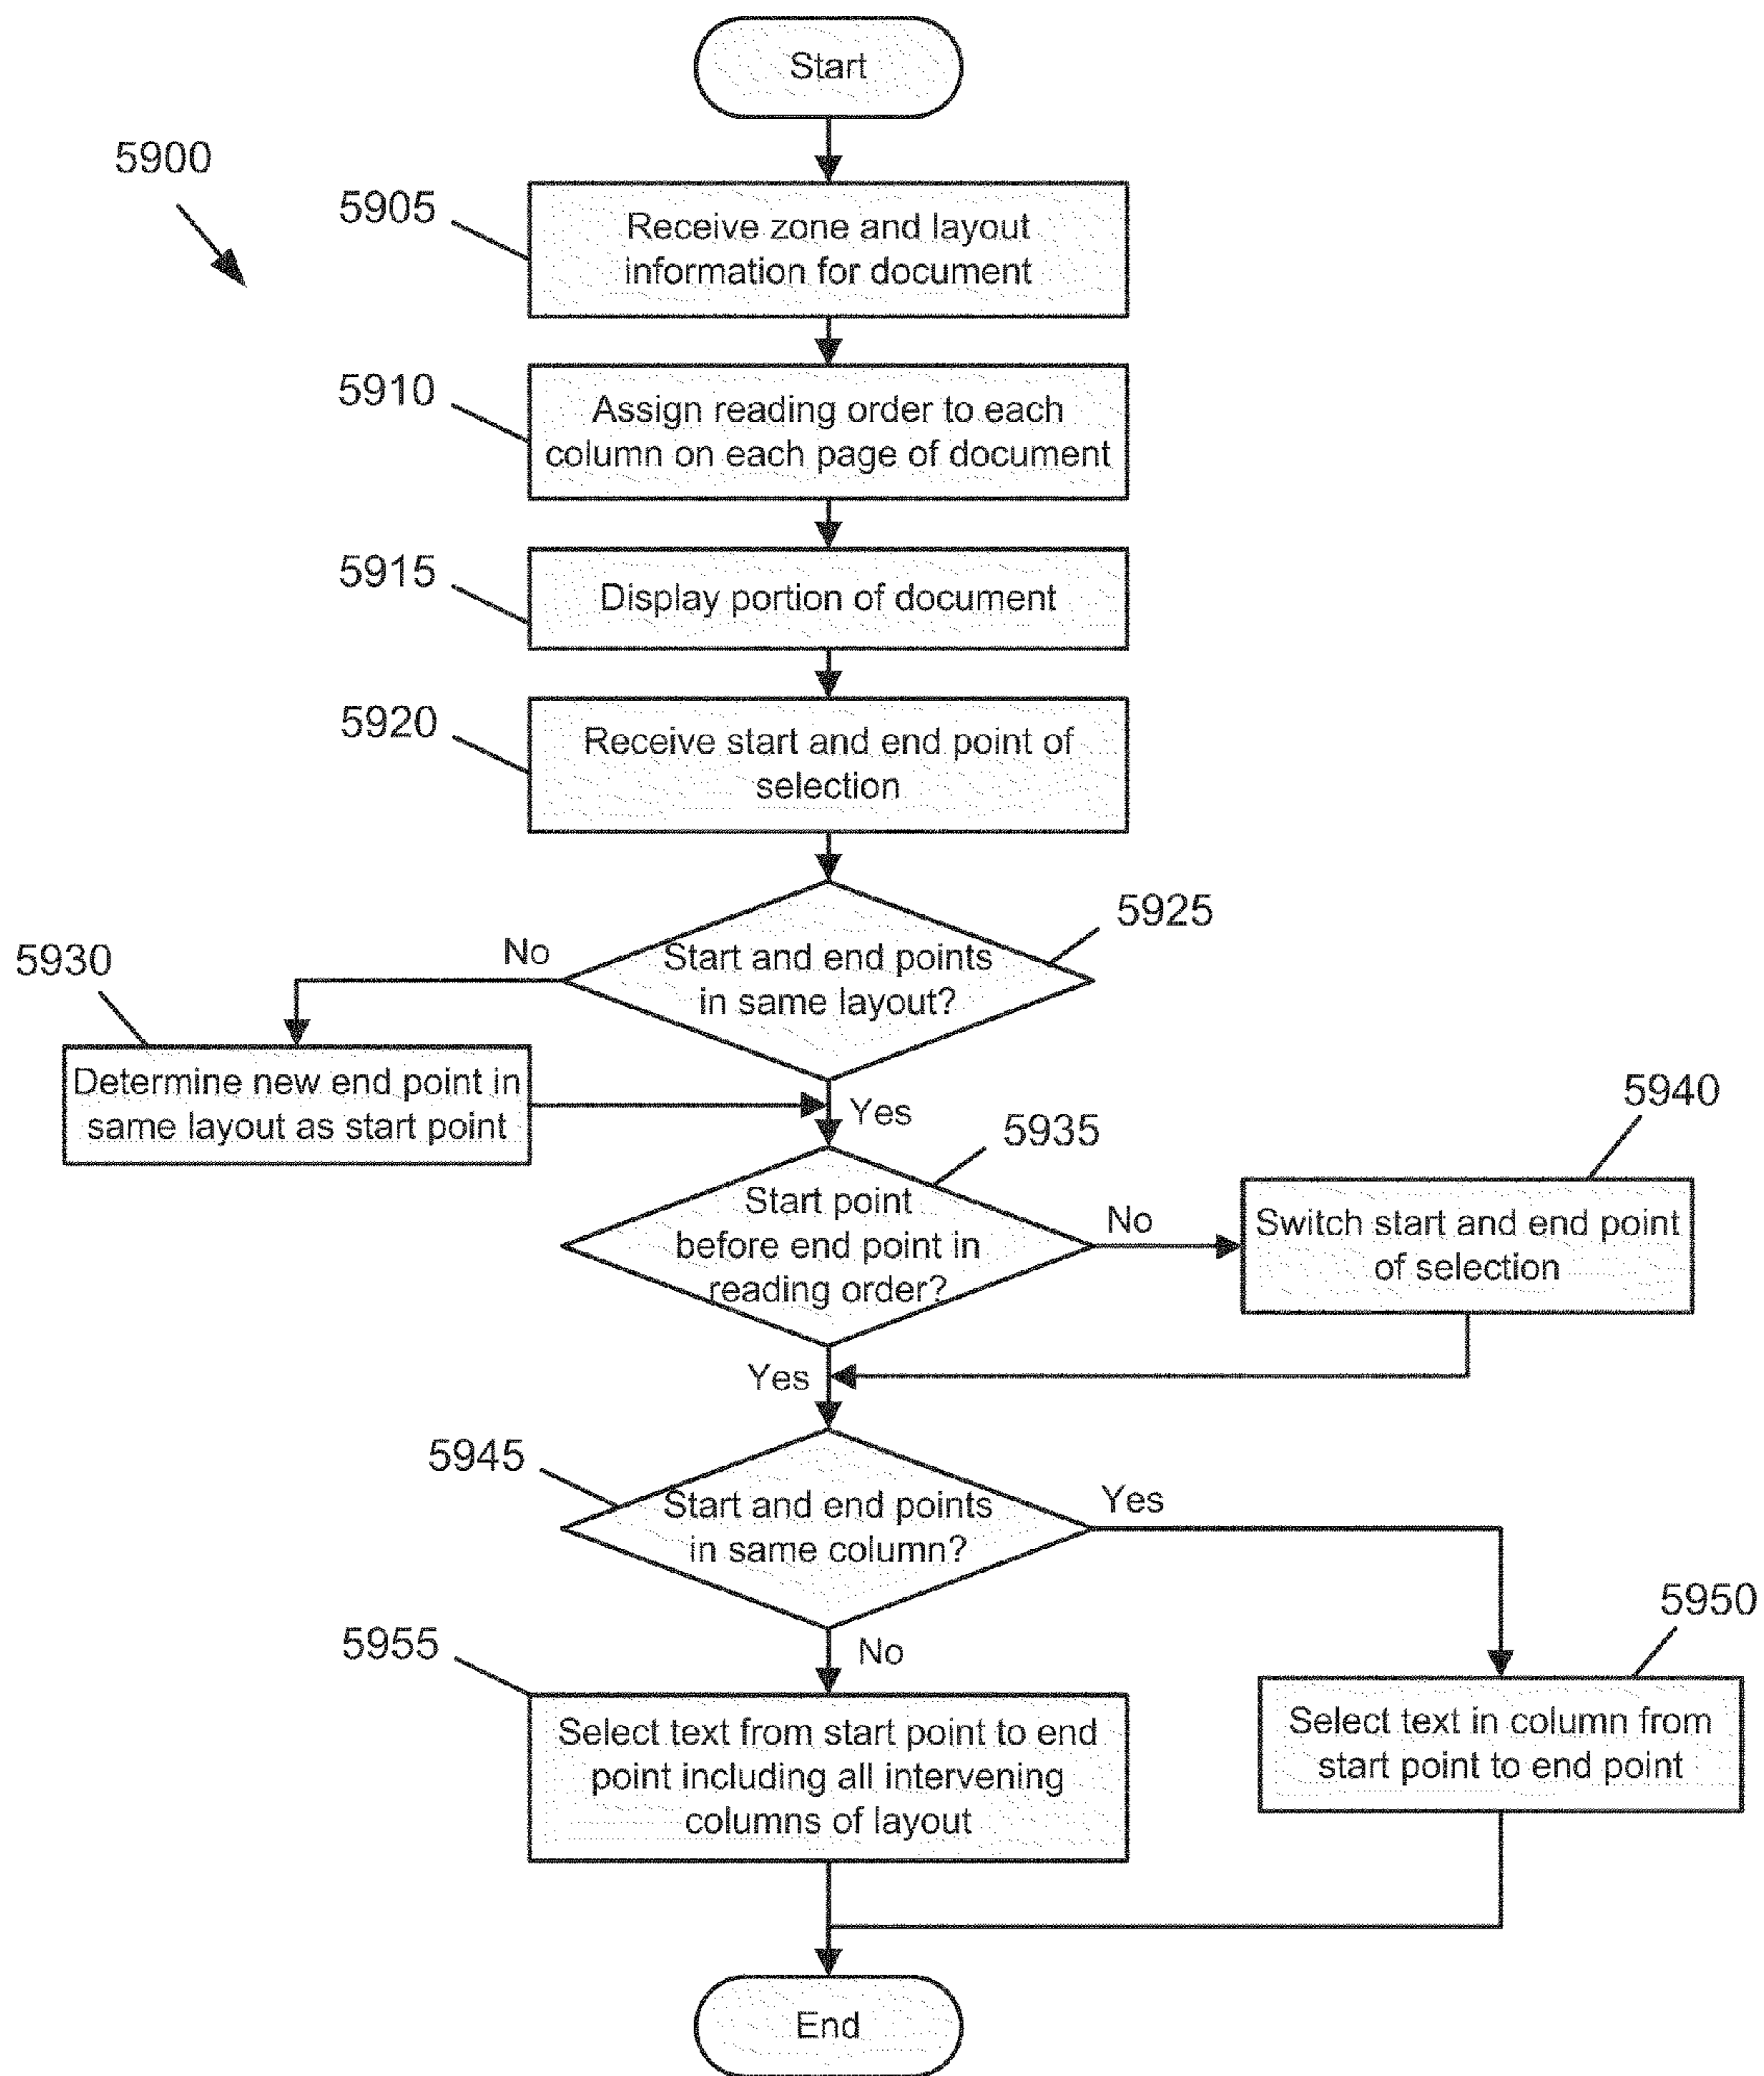 Start
5900
5905
Receive zone and layout
information for document
5910
Assign reading order to each
column on each page of document
5915
Display portion of document
5920
Receive start and end point of
selection
5925
Start and end points
in same layout?
No
5930
Determine new end point in
same layout as start point
Yes
5935
Start point
before end point in
reading order?
No
5940
Switch start and end point
of selection
Yes
5945
Start and end points
in same column?
Yes
5950
Select text in column from
start point to end point
No
5955
Select text from start point to end
point including all intervening
columns of layout
End